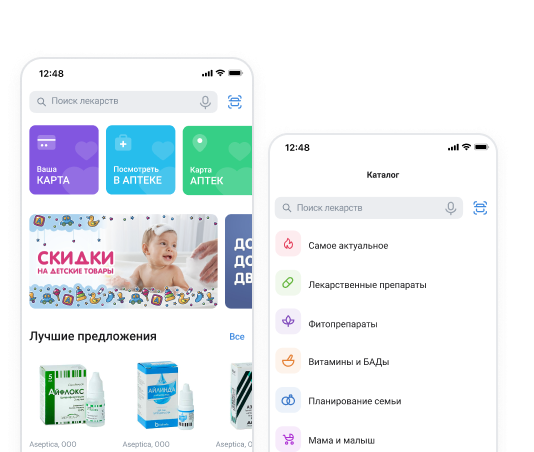 12:48
Поиск лекарств
Ваша
КАРТА
Посмотреть
В АПТЕКЕ
Карта
АПТЕК
СКИДКИ
НА ДЕТСКИЕ ТОВАРЫ
ДО
ДО
ДВ
Лучшие предложения
Все
АЙФЛОКС
АЙЛИНДА
Aseptica, ООО
Aseptica, ООО
Aseptica, О
12:48
Каталог
Поиск лекарств
Самое актуальное
Лекарственные препараты
Фитопрепараты
Витамины и БАДы
Планирование семьи
Мама и малыш